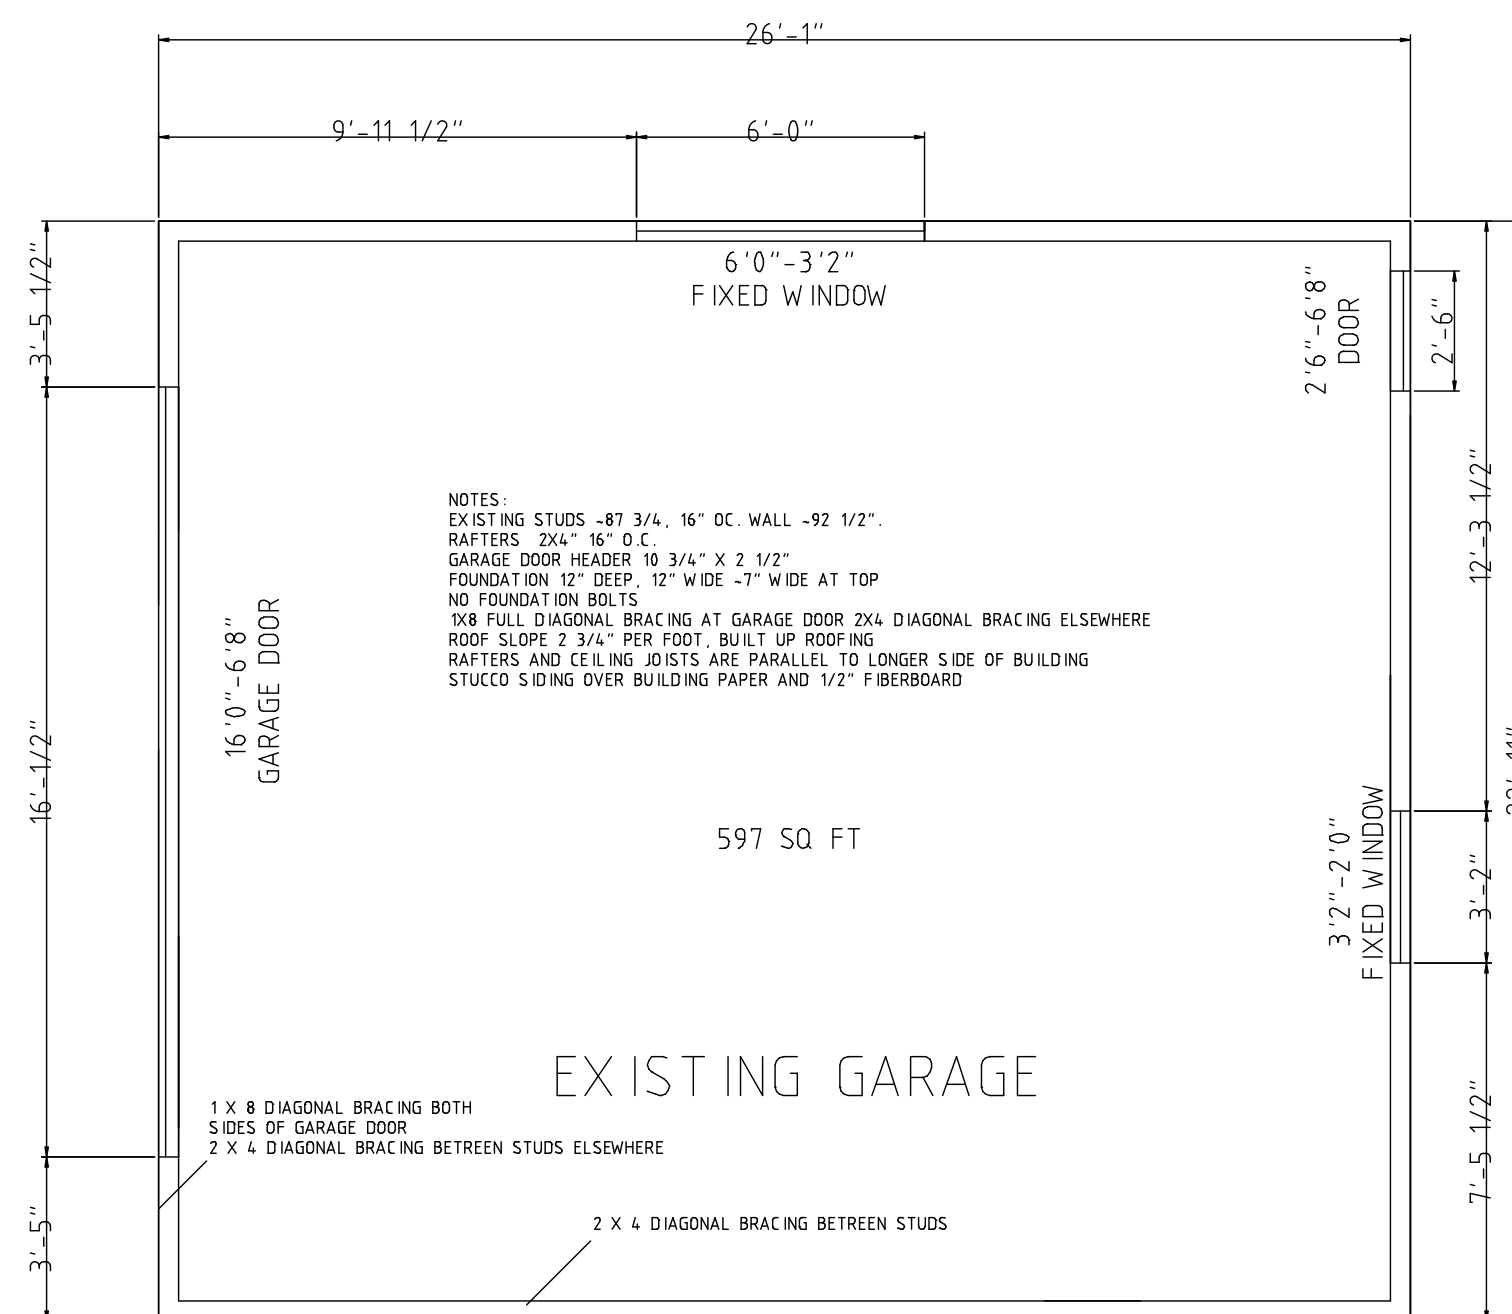 26'-1"
9'-11 1/2"
6'-0"
3'-5 1/2"
6'0"-3'2"
FIXED WINDOW
2'6"-6'8"
DOOR
2'-6"
12'-3 1/2"
NOTES:
EXISTING STUDS ~87 3/4, 16" OC. WALL ~92 1/2".
RAFTERS 2X4" 16" O.C.
GARAGE DOOR HEADER 10 3/4" X 2 1/2"
FOUNDATION 12" DEEP, 12" WIDE ~7" WIDE AT TOP
NO FOUNDATION BOLTS
1X8 FULL DIAGONAL BRACING AT GARAGE DOOR 2X4 DIAGONAL BRACING ELSEWHERE
ROOF SLOPE 2 3/4" PER FOOT, BUILT UP ROOFING
RAFTERS AND CEILING JOISTS ARE PARALLEL TO LONGER SIDE OF BUILDING
STUCCO SIDING OVER BUILDING PAPER AND 1/2" FIBERBOARD
16'0"-6'8"
GARAGE DOOR
16'-1/2"
597 SQ FT
3'2"-2'0"
FIXED WINDOW
3'-2"
EXISTING GARAGE
1 X 8 DIAGONAL BRACING BOTH
SIDES OF GARAGE DOOR
2 X 4 DIAGONAL BRACING BETREEN STUDS ELSEWHERE
7'-5 1/2"
3'-5"
2 X 4 DIAGONAL BRACING BETREEN STUDS